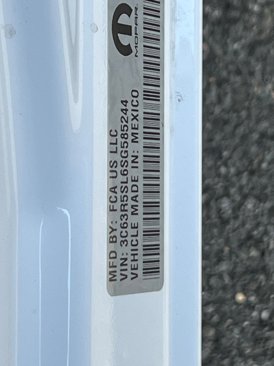 MOPAR.
MFD BY: FCA US LLC
VIN: 3C63R5SL6SG585244
VEHICLE MADE IN: MEXICO